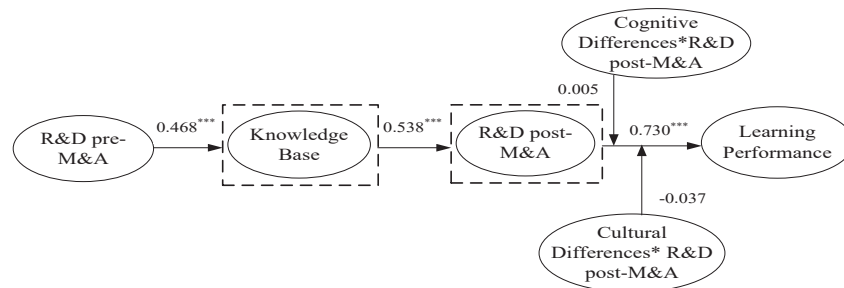 Cognitive
Differences*R&D
post-M&A
0.005
R&D pre-
M&A
0.468***
Knowledge
Base
0.538***
R&D post-
M&A
0.730***
Learning
Performance
-0.037
Cultural
Differences* R&D
post-M&A